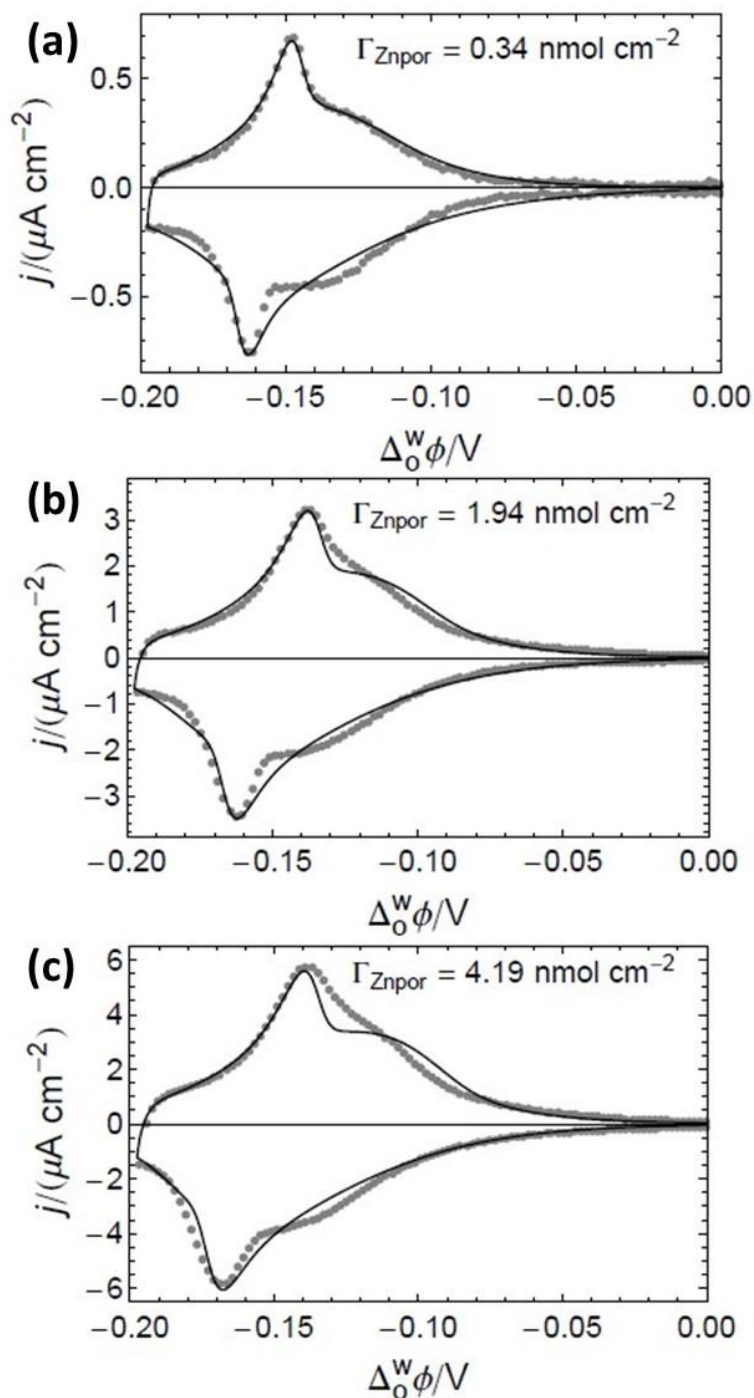 (a)
Γ_Znpor = 0.34 nmol cm⁻²
0.5
0.0
−0.5
j/(μA cm⁻²)
−0.20 −0.15 −0.10 −0.05 0.00
Δ_o^w ϕ/V
(b)
Γ_Znpor = 1.94 nmol cm⁻²
3
2
1
0
−1
−2
−3
j/(μA cm⁻²)
−0.20 −0.15 −0.10 −0.05 0.00
Δ_o^w ϕ/V
(c)
Γ_Znpor = 4.19 nmol cm⁻²
6
4
2
0
−2
−4
−6
j/(μA cm⁻²)
−0.20 −0.15 −0.10 −0.05 0.00
Δ_o^w ϕ/V